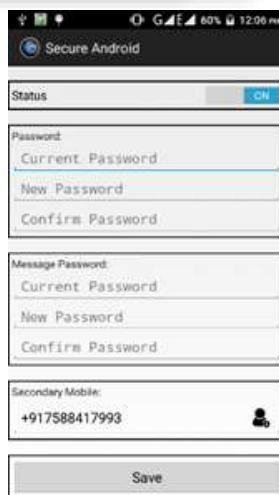 G E 60% 12:06 PM
Secure Android
Status ON
Password:
Current Password
New Password
Confirm Password
Message Password:
Current Password
New Password
Confirm Password
Secondary Mobile:
+917588417993
Save